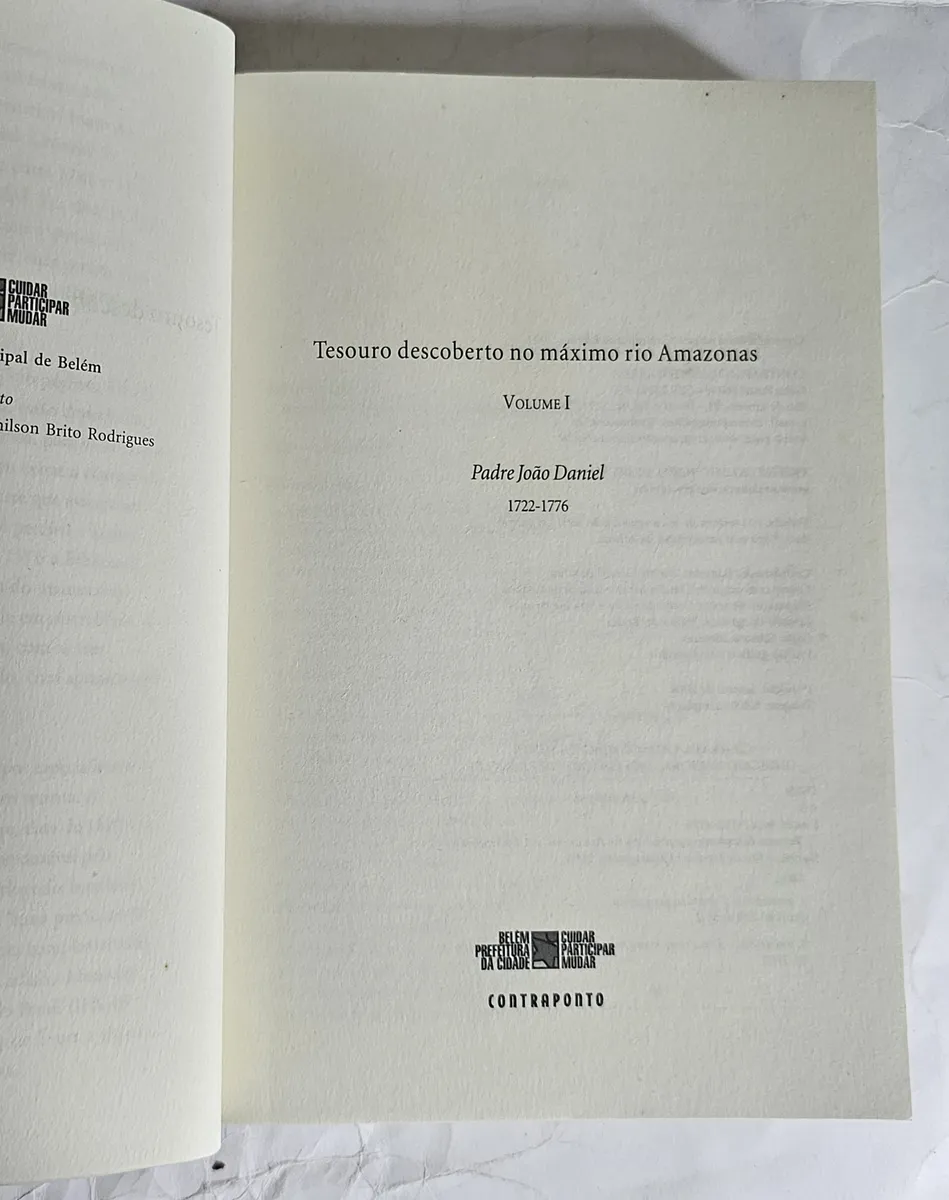 CUIDAR
PARTICIPAR
MUDAR
ipal de Belém
to
nilson Brito Rodrigues
Tesouro descoberto no máximo rio Amazonas
VOLUME I
Padre João Daniel
1722-1776
BELÉM
PREFEITURA
DA CIDADE
CUIDAR
PARTICIPAR
MUDAR
CONTRAPONTO